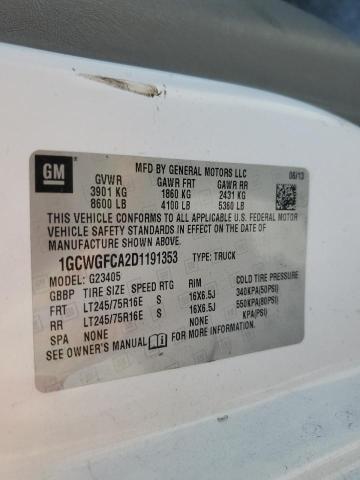 GM
MFD BY GENERAL MOTORS LLC 06/13
GVWR GAWR FRT GAWR RR
3901 KG 1860 KG 2431 KG
8600 LB 4100 LB 5360 LB
THIS VEHICLE CONFORMS TO ALL APPLICABLE U.S. FEDERAL MOTOR
VEHICLE SAFETY STANDARDS IN EFFECT ON THE DATE OF
MANUFACTURE SHOWN ABOVE.
1GCWGFCA2D1191353 TYPE: TRUCK
MODEL: G23405
GBBP TIRE SIZE SPEED RTG RIM COLD TIRE PRESSURE
FRT LT245/75R16E S 16X6.5J 340KPA(50PSI)
RR LT245/75R16E S 16X6.5J 550KPA(80PSI)
SPA NONE NONE KPA(PSI)
SEE OWNER'S MANUAL FOR MORE INFORMATION.